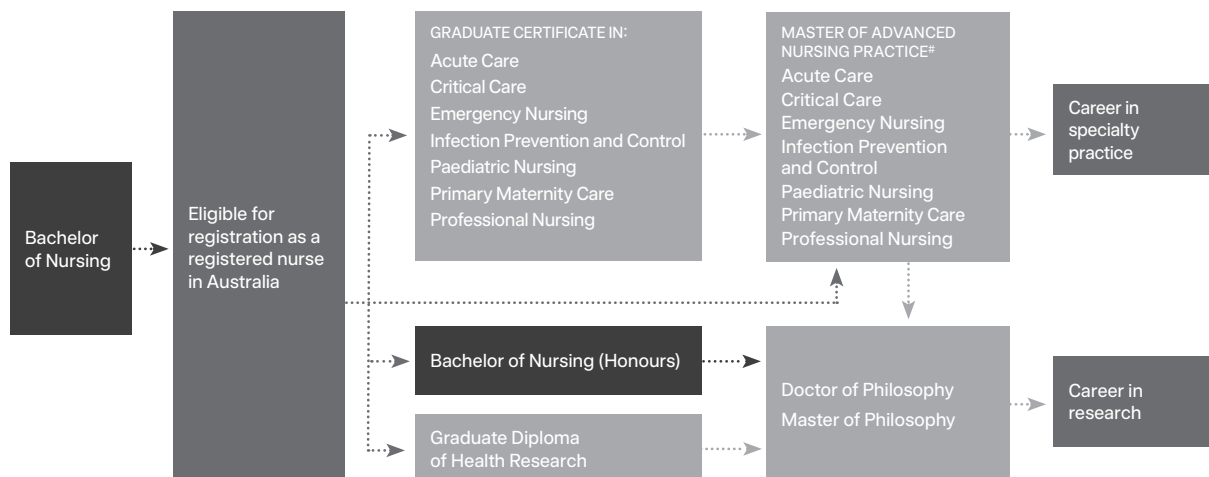 Bachelor
of Nursing
Eligible for
registration as a
registered nurse
in Australia
GRADUATE CERTIFICATE IN:
Acute Care
Critical Care
Emergency Nursing
Infection Prevention and Control
Paediatric Nursing
Primary Maternity Care
Professional Nursing
Bachelor of Nursing (Honours)
Graduate Diploma
of Health Research
MASTER OF ADVANCED
NURSING PRACTICE#
Acute Care
Critical Care
Emergency Nursing
Infection Prevention
and Control
Paediatric Nursing
Primary Maternity Care
Professional Nursing
Doctor of Philosophy
Master of Philosophy
Career in
specialty
practice
Career in
research